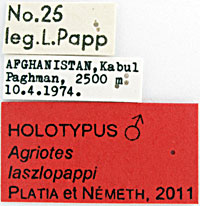 No.25
leg.L.Papp
AFGHANISTAN,Kabul
Paghman, 2500 m
10.4.1974.
HOLOTYPUS ♂
Agriotes
laszlopappi
PLATIA et NÉMETH, 2011